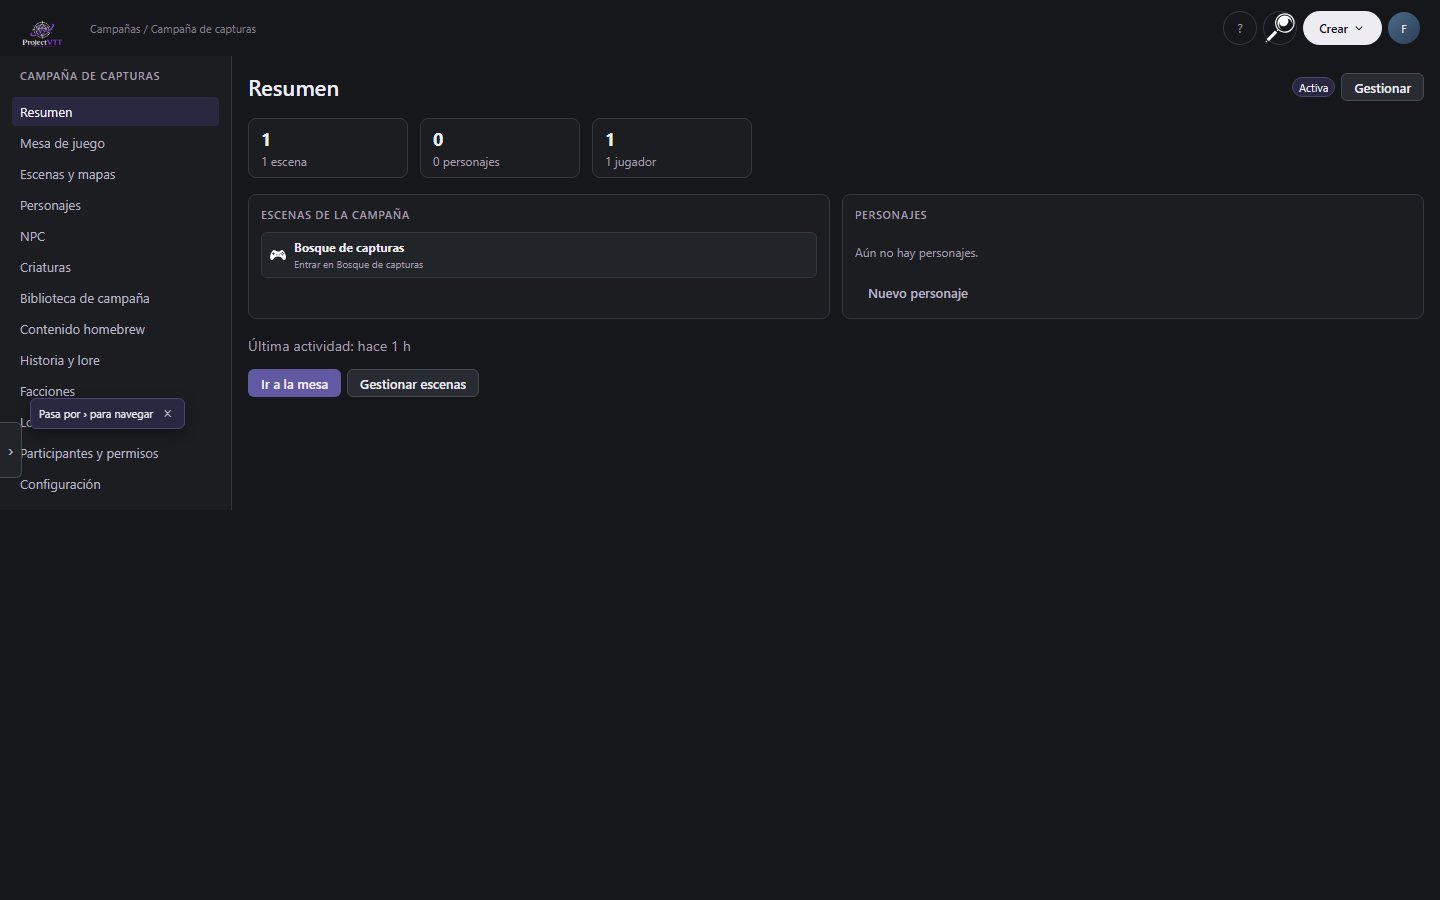 ProjectVTT
Campañas / Campaña de capturas
?
Crear
F
CAMPAÑA DE CAPTURAS
Resumen
Mesa de juego
Escenas y mapas
Personajes
NPC
Criaturas
Biblioteca de campaña
Contenido homebrew
Historia y lore
Facciones
Pasa por › para navegar ×
Lo
›
Participantes y permisos
Configuración
Resumen
Activa
Gestionar
1
1 escena
0
0 personajes
1
1 jugador
ESCENAS DE LA CAMPAÑA
Bosque de capturas
Entrar en Bosque de capturas
PERSONAJES
Aún no hay personajes.
Nuevo personaje
Última actividad: hace 1 h
Ir a la mesa
Gestionar escenas